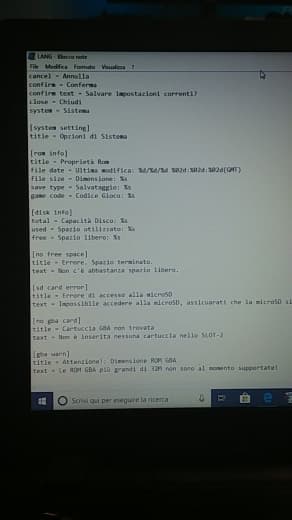 LANG - Blocco note
File Modifica Formato Visualizza ?
cancel = Annulla
confirm = Conferma
confirm text = Salvare impostazioni correnti?
close = Chiudi
system = Sistema
[system setting]
title = Opzioni di Sistema
[rom info]
title = Proprietà Rom
file date = Ultima modifica: %d/%d/%d %02d:%02d:%02d(GMT)
file size = Dimensione: %s
save type = Salvataggio: %s
game code = Codice Gioco: %s
[disk info]
total = Capacità Disco: %s
used = Spazio utilizzato: %s
free = Spazio libero: %s
[no free space]
title = Errore. Spazio terminato.
text = Non c'è abbastanza spazio libero.
[sd card error]
title = Errore di accesso alla microSD
text = Impossibile accedere alla microSD, assicuarati che la microSD si
[no gba card]
title = Cartuccia GBA non trovata
text = Non è inserita nessuna cartuccia nello SLOT-2
[gba warn]
title = Attenzione!: Dimensione ROM GBA
text = Le ROM GBA più grandi di 32M non sono al momento supportate!
Scrivi qui per eseguire la ricerca